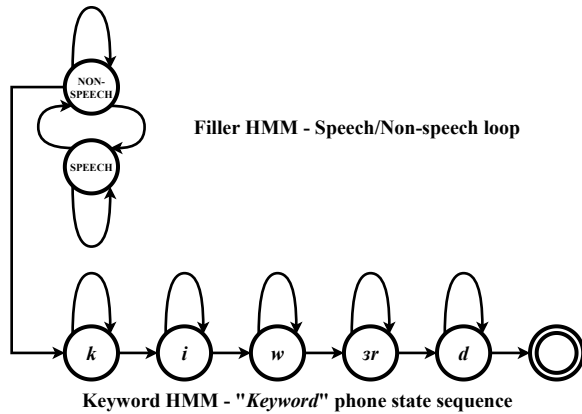 NON-
SPEECH
Filler HMM - Speech/Non-speech loop
SPEECH
k i w ɜr d
Keyword HMM - "Keyword" phone state sequence